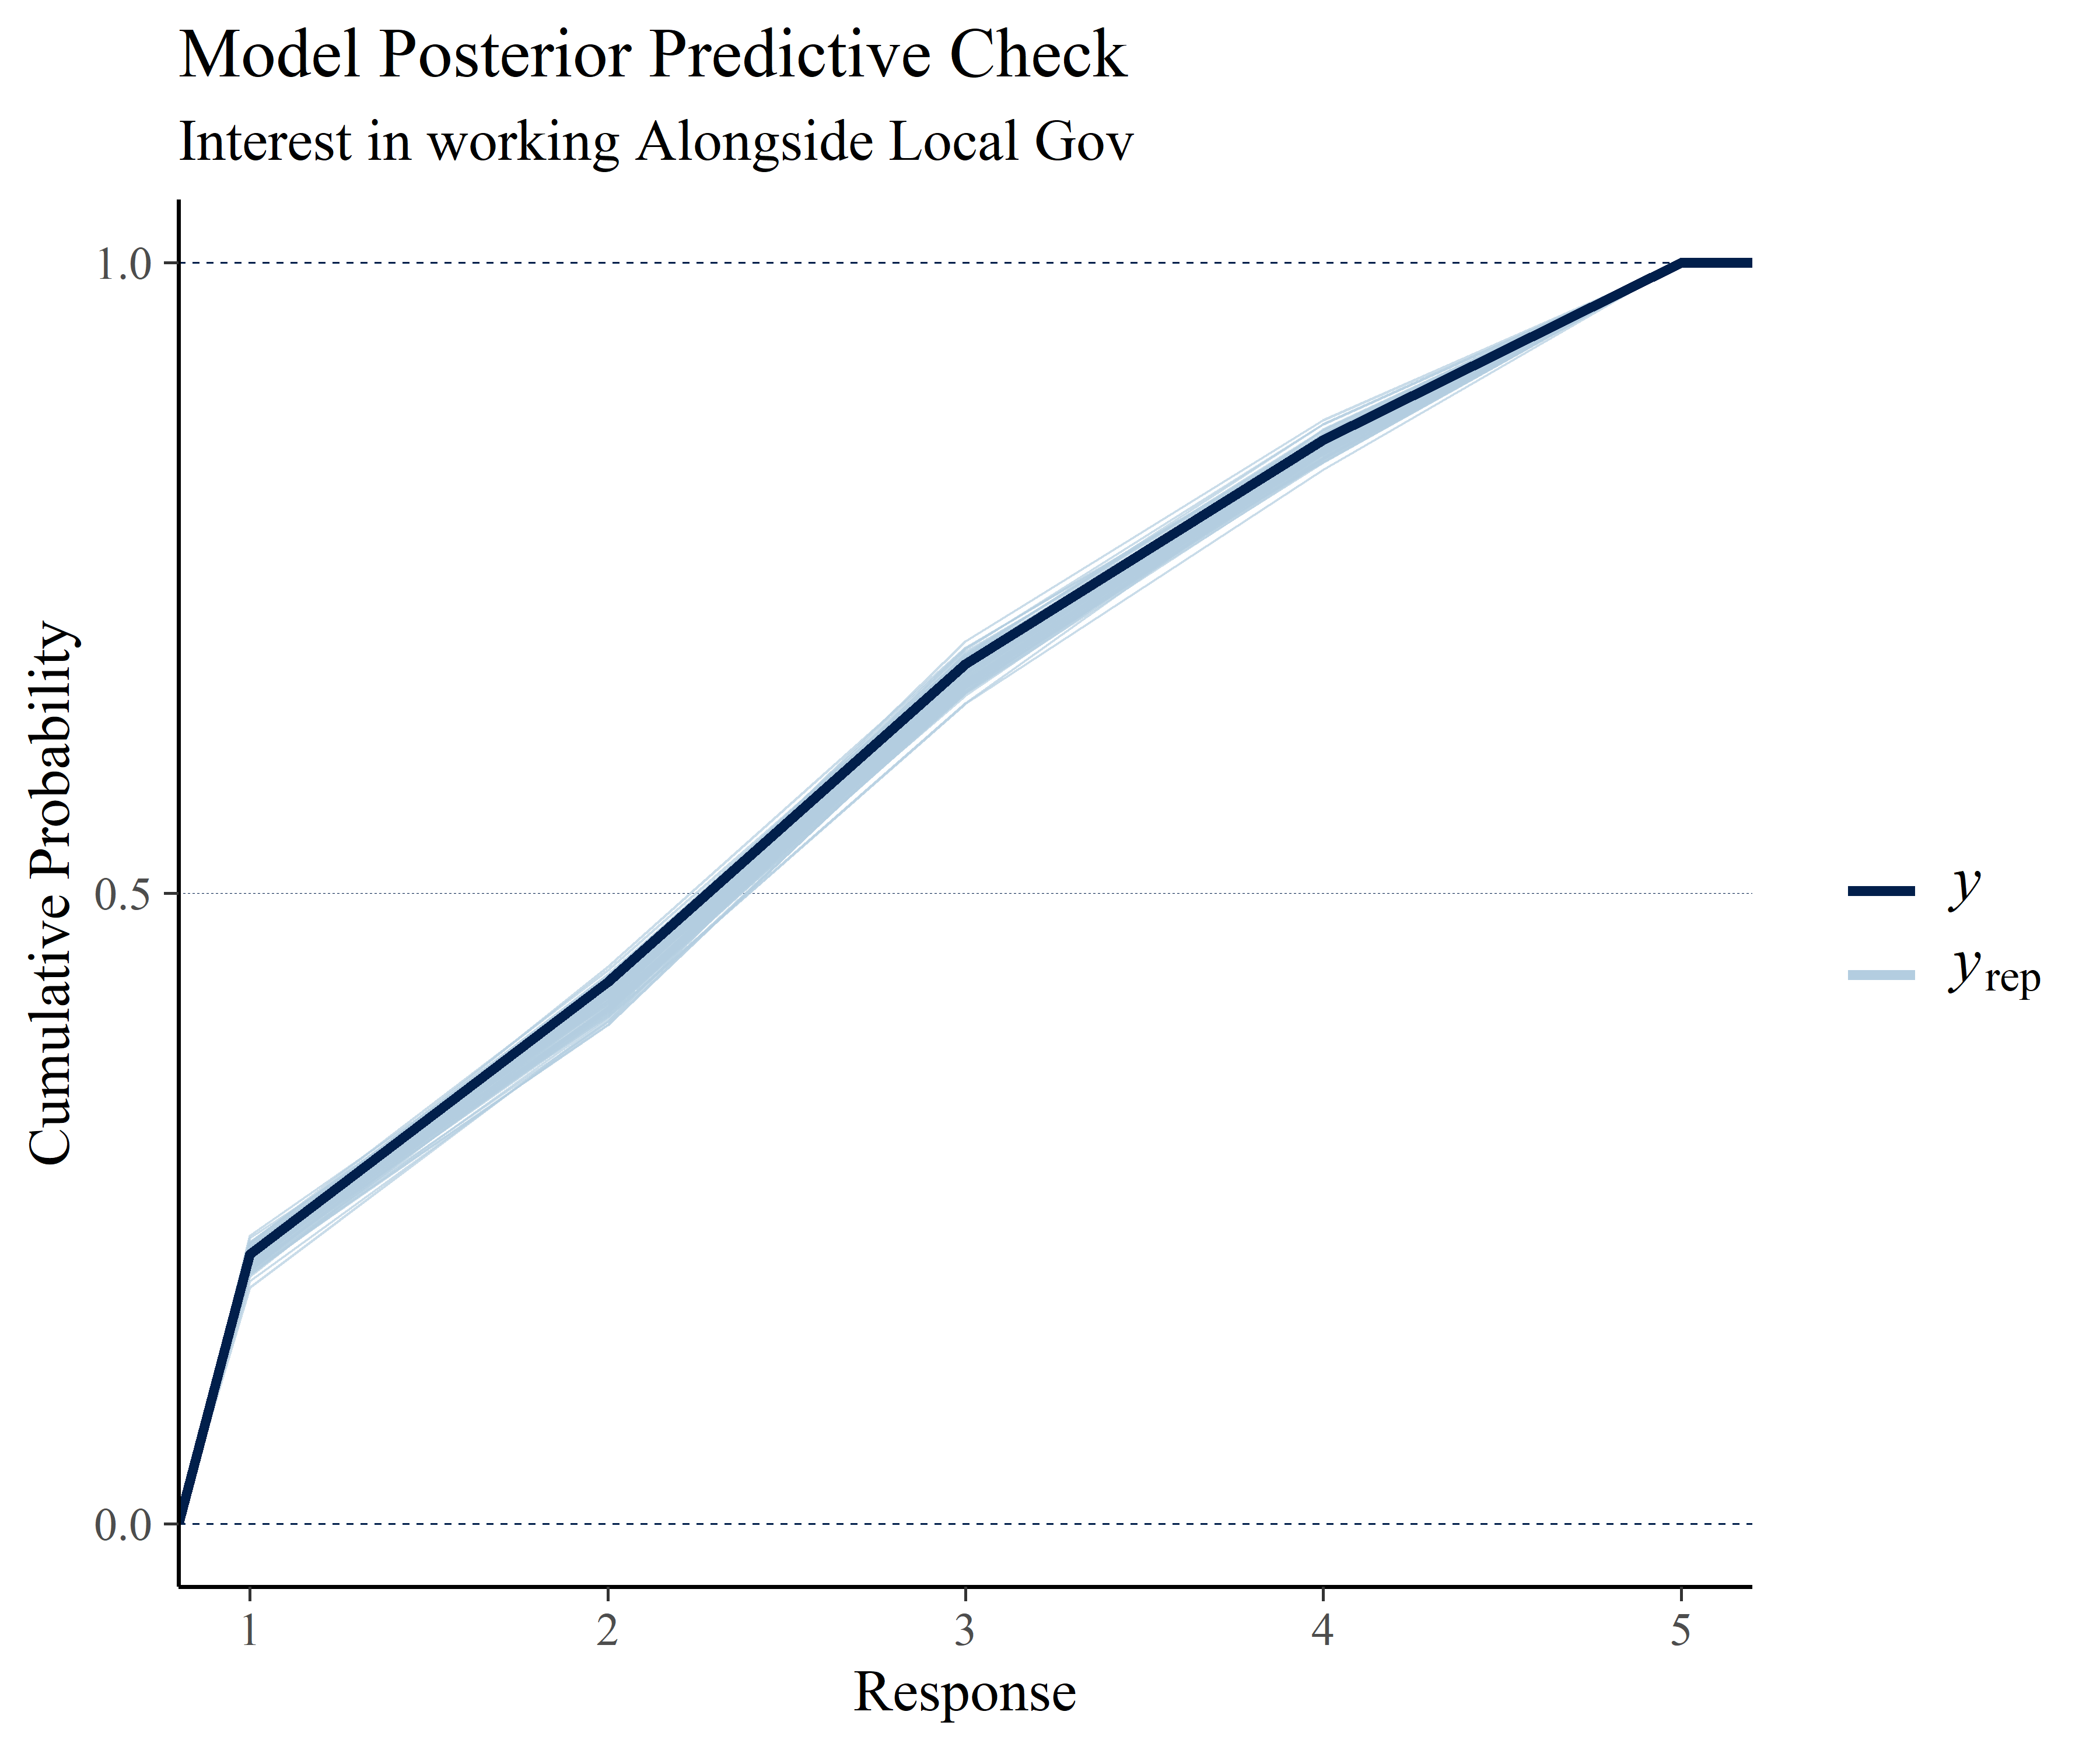 Model Posterior Predictive Check
Interest in working Alongside Local Gov
Cumulative Probability
1.0
0.5
0.0
1 2 3 4 5
Response
y
yrep